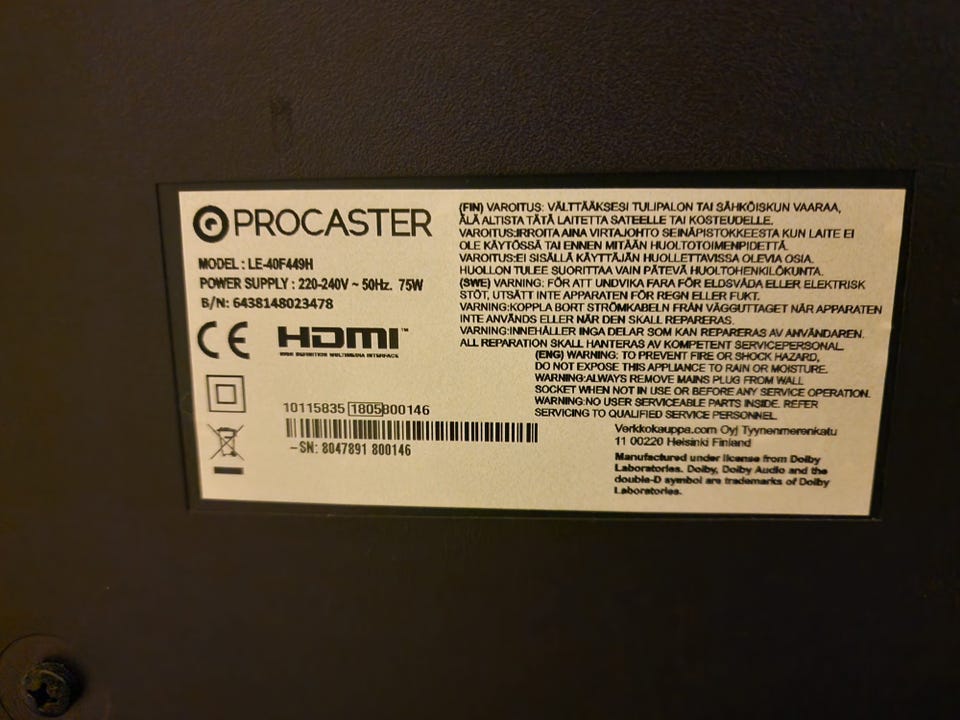 PROCASTER
MODEL : LE-40F449H
POWER SUPPLY : 220-240V ~ 50Hz. 75W
B/N: 6438148023478
CE HDMI™
HIGH DEFINITION MULTIMEDIA INTERFACE
10115835 1805800146
-SN: 8047891 800146
(FIN) VAROITUS: VÄLTTÄÄKSESI TULIPALON TAI SÄHKÖISKUN VAARAA,
ÄLÄ ALTISTA TÄTÄ LAITETTA SATEELLE TAI KOSTEUDELLE.
VAROITUS:IRROITA AINA VIRTAJOHTO SEINÄPISTOKKEESTA KUN LAITE EI
OLE KÄYTÖSSÄ TAI ENNEN MITÄÄN HUOLTOTOIMENPIDETTÄ.
VAROITUS:EI SISÄLLÄ KÄYTTÄJÄN HUOLLETTAVISSA OLEVIA OSIA.
HUOLLON TULEE SUORITTAA VAIN PÄTEVÄ HUOLTOHENKILÖKUNTA.
(SWE) VARNING: FÖR ATT UNDVIKA FARA FÖR ELDSVÅDA ELLER ELEKTRISK
STÖT, UTSÄTT INTE APPARATEN FÖR REGN ELLER FUKT.
VARNING:KOPPLA BORT STRÖMKABELN FRÅN VÄGGUTTAGET NÄR APPARATEN
INTE ANVÄNDS ELLER NÄR DEN SKALL REPARERAS.
VARNING:INNEHÅLLER INGA DELAR SOM KAN REPARERAS AV ANVÄNDAREN.
ALL REPARATION SKALL HANTERAS AV KOMPETENT SERVICEPERSONAL.
(ENG) WARNING: TO PREVENT FIRE OR SHOCK HAZARD,
DO NOT EXPOSE THIS APPLIANCE TO RAIN OR MOISTURE.
WARNING:ALWAYS REMOVE MAINS PLUG FROM WALL
SOCKET WHEN NOT IN USE OR BEFORE ANY SERVICE OPERATION.
WARNING:NO USER SERVICEABLE PARTS INSIDE. REFER
SERVICING TO QUALIFIED SERVICE PERSONNEL.
Verkkokauppa.com Oyj Tyynenmerenkatu
11 00220 Helsinki Finland
Manufactured under license from Dolby
Laboratories. Dolby, Dolby Audio and the
double-D symbol are trademarks of Dolby
Laboratories.